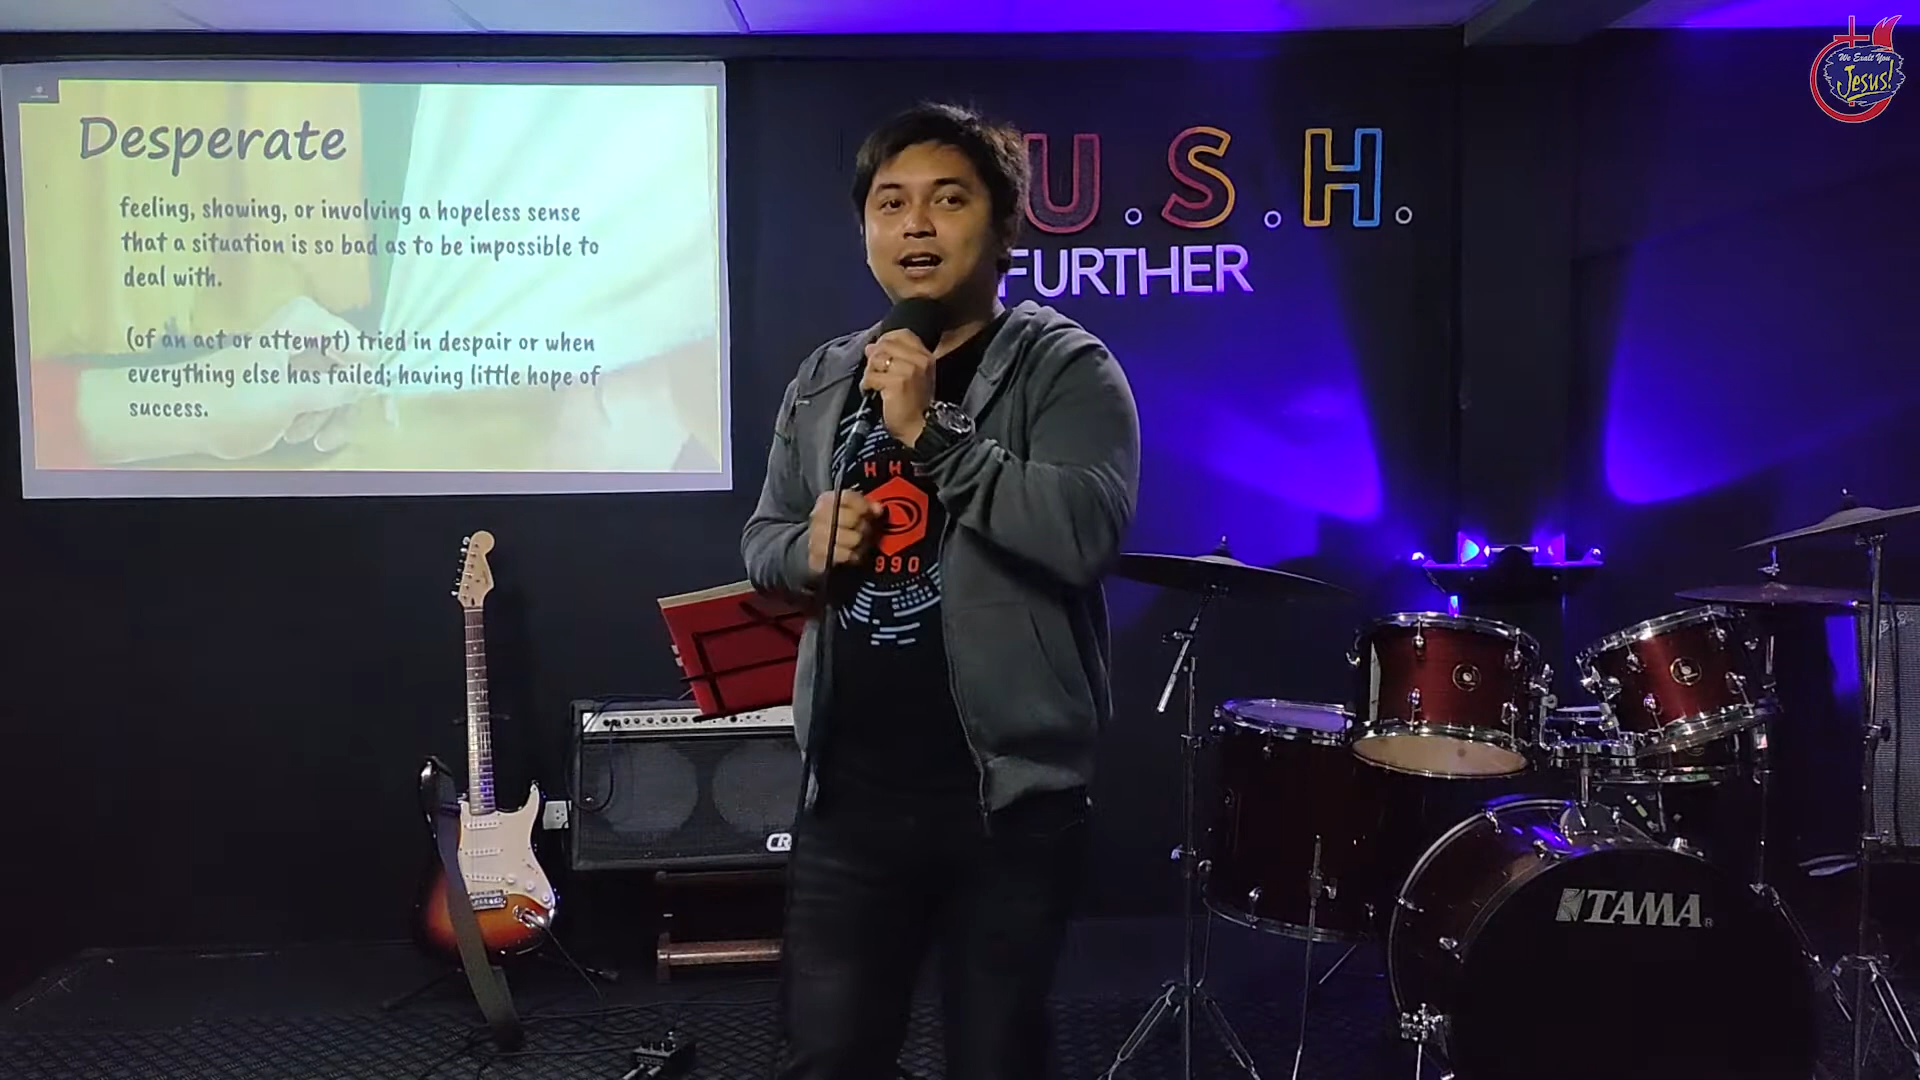 Desperate
feeling, showing, or involving a hopeless sense
that a situation is so bad as to be impossible to
deal with.
(of an act or attempt) tried in despair or when
everything else has failed; having little hope of
success.
U.S.H.
FURTHER
We Exalt You
Jesus!
990
CR
TAMA